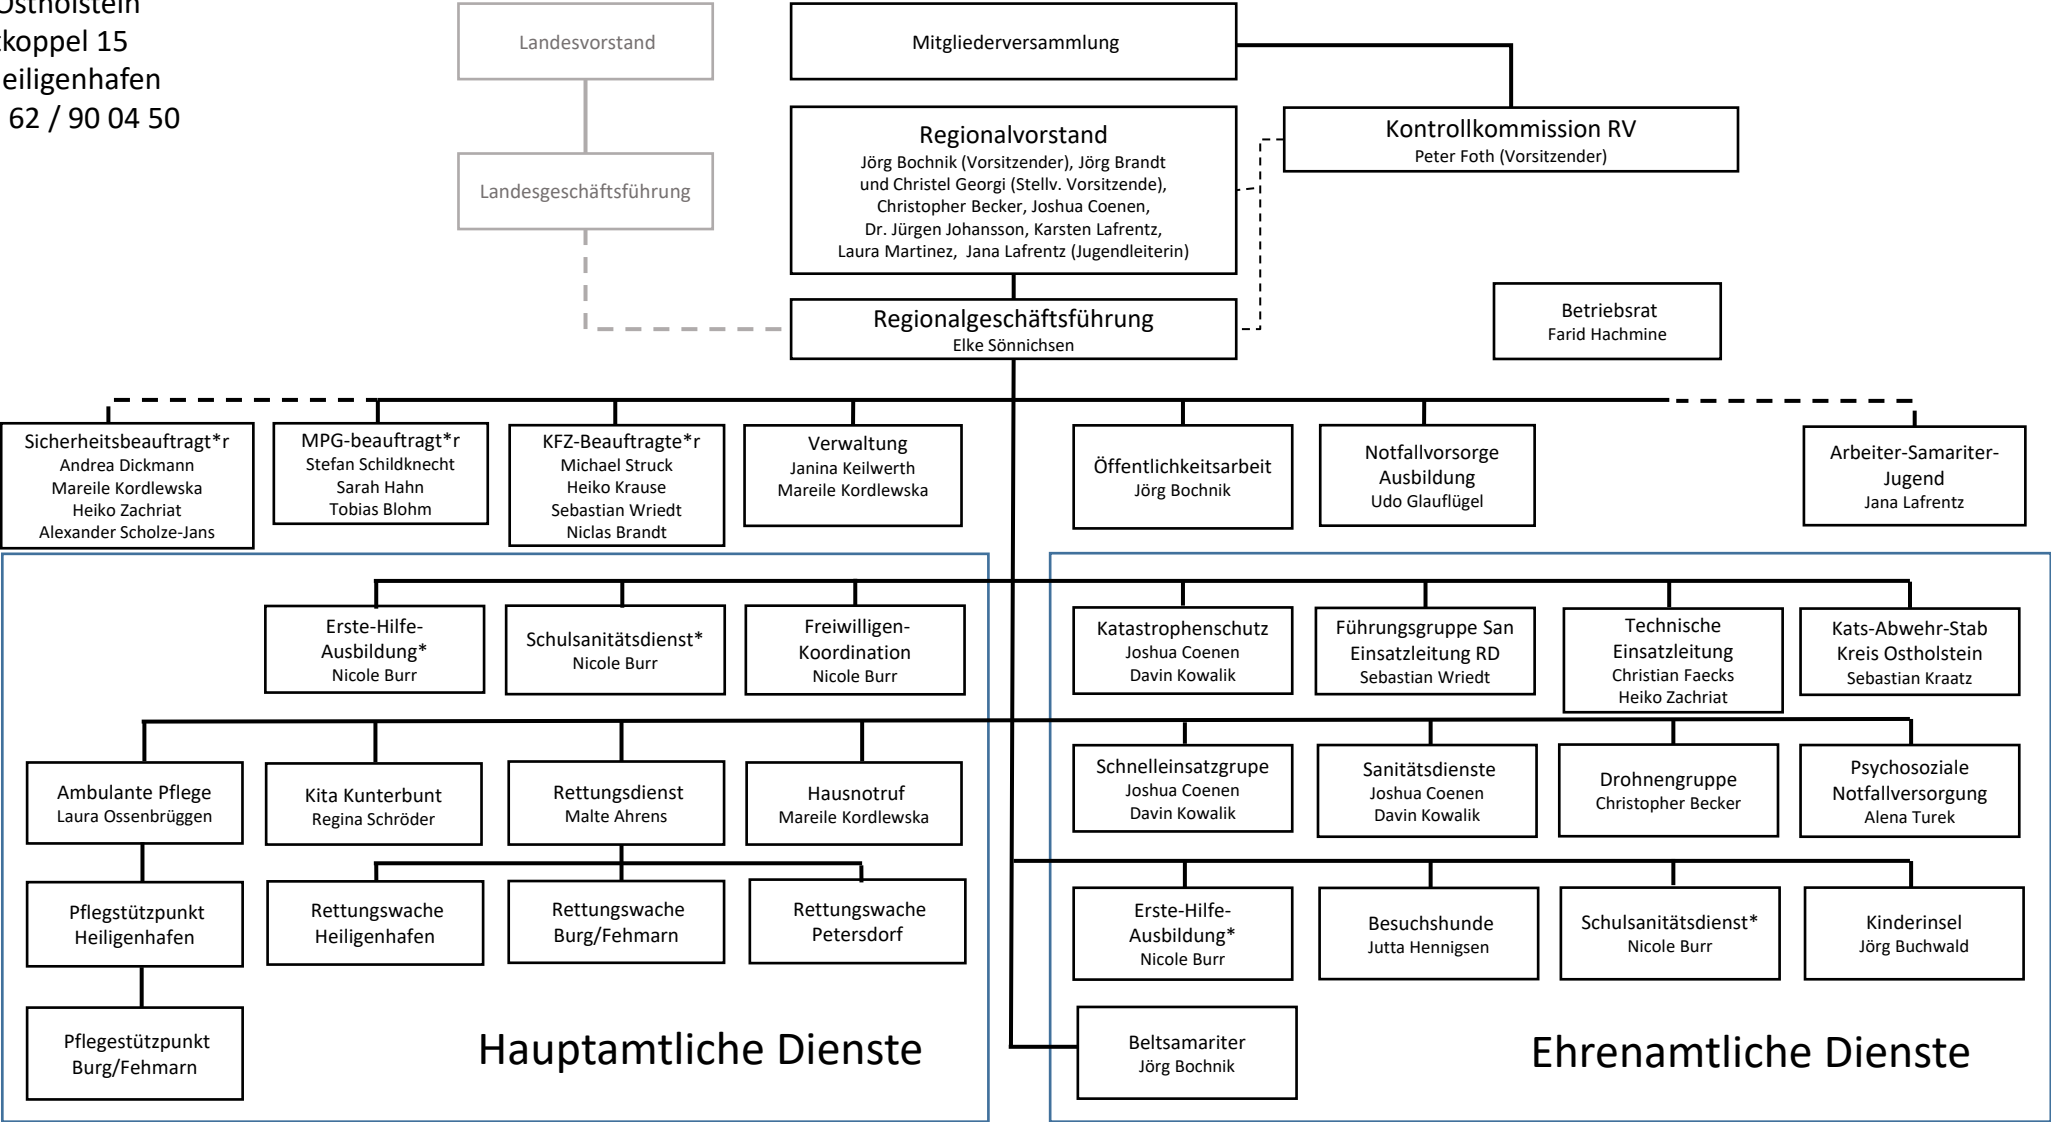 Ostholstein
koppel 15
eiligenhafen
62 / 90 04 50
Landesvorstand
Mitgliederversammlung
Landesgeschäftsführung
Regionalvorstand
Jörg Bochnik (Vorsitzender), Jörg Brandt
und Christel Georgi (Stellv. Vorsitzende),
Christopher Becker, Joshua Coenen,
Dr. Jürgen Johansson, Karsten Lafrentz,
Laura Martinez, Jana Lafrentz (Jugendleiterin)
Kontrollkommission RV
Peter Foth (Vorsitzender)
Regionalgeschäftsführung
Elke Sönnichsen
Betriebsrat
Farid Hachmine
Sicherheitsbeauftragt*r
Andrea Dickmann
Mareile Kordlewska
Heiko Zachriat
Alexander Scholze-Jans
MPG-beauftragt*r
Stefan Schildknecht
Sarah Hahn
Tobias Blohm
KFZ-Beauftragte*r
Michael Struck
Heiko Krause
Sebastian Wriedt
Niclas Brandt
Verwaltung
Janina Keilwerth
Mareile Kordlewska
Öffentlichkeitsarbeit
Jörg Bochnik
Notfallvorsorge
Ausbildung
Udo Glauflügel
Arbeiter-Samariter-
Jugend
Jana Lafrentz
Erste-Hilfe-
Ausbildung*
Nicole Burr
Schulsanitätsdienst*
Nicole Burr
Freiwilligen-
Koordination
Nicole Burr
Katastrophenschutz
Joshua Coenen
Davin Kowalik
Führungsgruppe San
Einsatzleitung RD
Sebastian Wriedt
Technische
Einsatzleitung
Christian Faecks
Heiko Zachriat
Kats-Abwehr-Stab
Kreis Ostholstein
Sebastian Kraatz
Ambulante Pflege
Laura Ossenbrüggen
Kita Kunterbunt
Regina Schröder
Rettungsdienst
Malte Ahrens
Hausnotruf
Mareile Kordlewska
Schnelleinsatzgrupe
Joshua Coenen
Davin Kowalik
Sanitätsdienste
Joshua Coenen
Davin Kowalik
Drohnengruppe
Christopher Becker
Psychosoziale
Notfallversorgung
Alena Turek
Pflegstützpunkt
Heiligenhafen
Rettungswache
Heiligenhafen
Rettungswache
Burg/Fehmarn
Rettungswache
Petersdorf
Erste-Hilfe-
Ausbildung*
Nicole Burr
Besuchshunde
Jutta Hennigsen
Schulsanitätsdienst*
Nicole Burr
Kinderinsel
Jörg Buchwald
Pflegestützpunkt
Burg/Fehmarn
Hauptamtliche Dienste
Beltsamariter
Jörg Bochnik
Ehrenamtliche Dienste